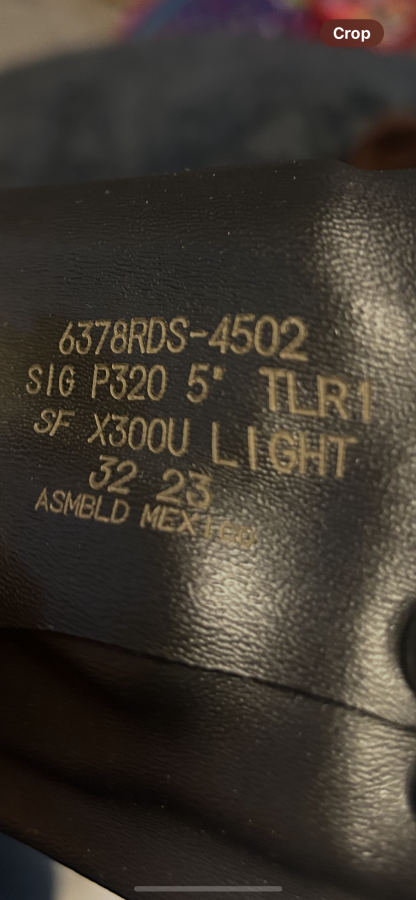 Crop
6378RDS-4502
SIG P320 5" TLR1
SF X300U LIGHT
32 23
ASMBLD MEXICO